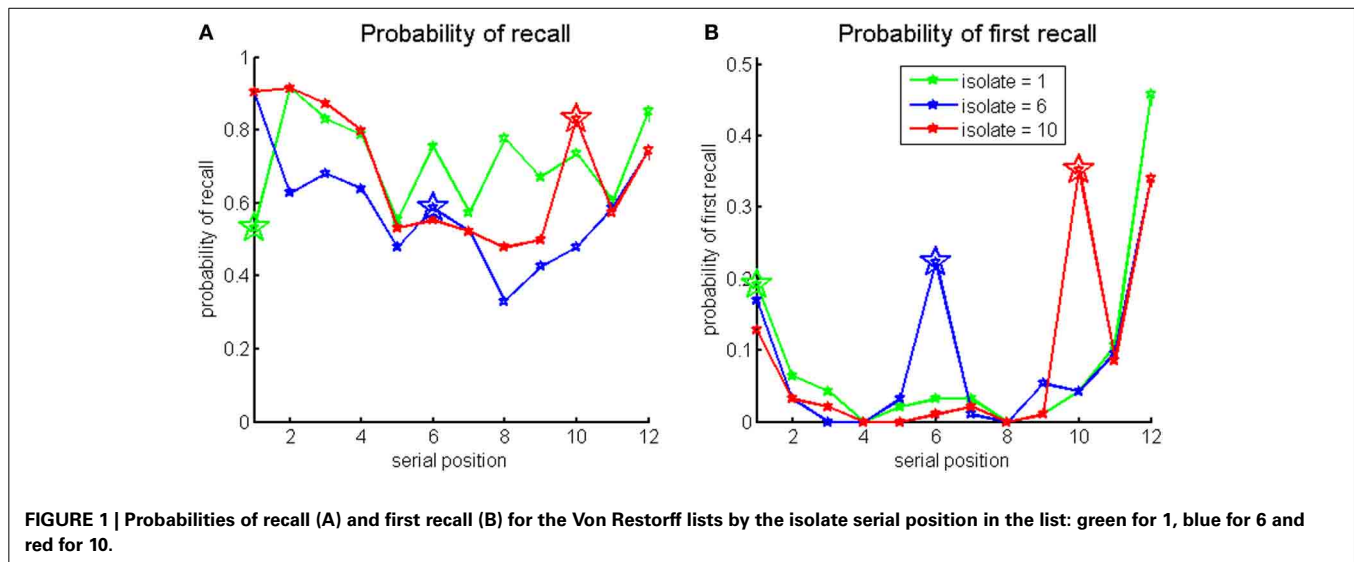 A
Probability of recall
1
0.8
0.6
0.4
0.2
0
2
4
6
8
10
12
probability of recall
serial position
B
Probability of first recall
0.5
0.4
0.3
0.2
0.1
0
2
4
6
8
10
12
probability of first recall
serial position
isolate = 1
isolate = 6
isolate = 10
FIGURE 1 | Probabilities of recall (A) and first recall (B) for the Von Restorff lists by the isolate serial position in the list: green for 1, blue for 6 and
red for 10.